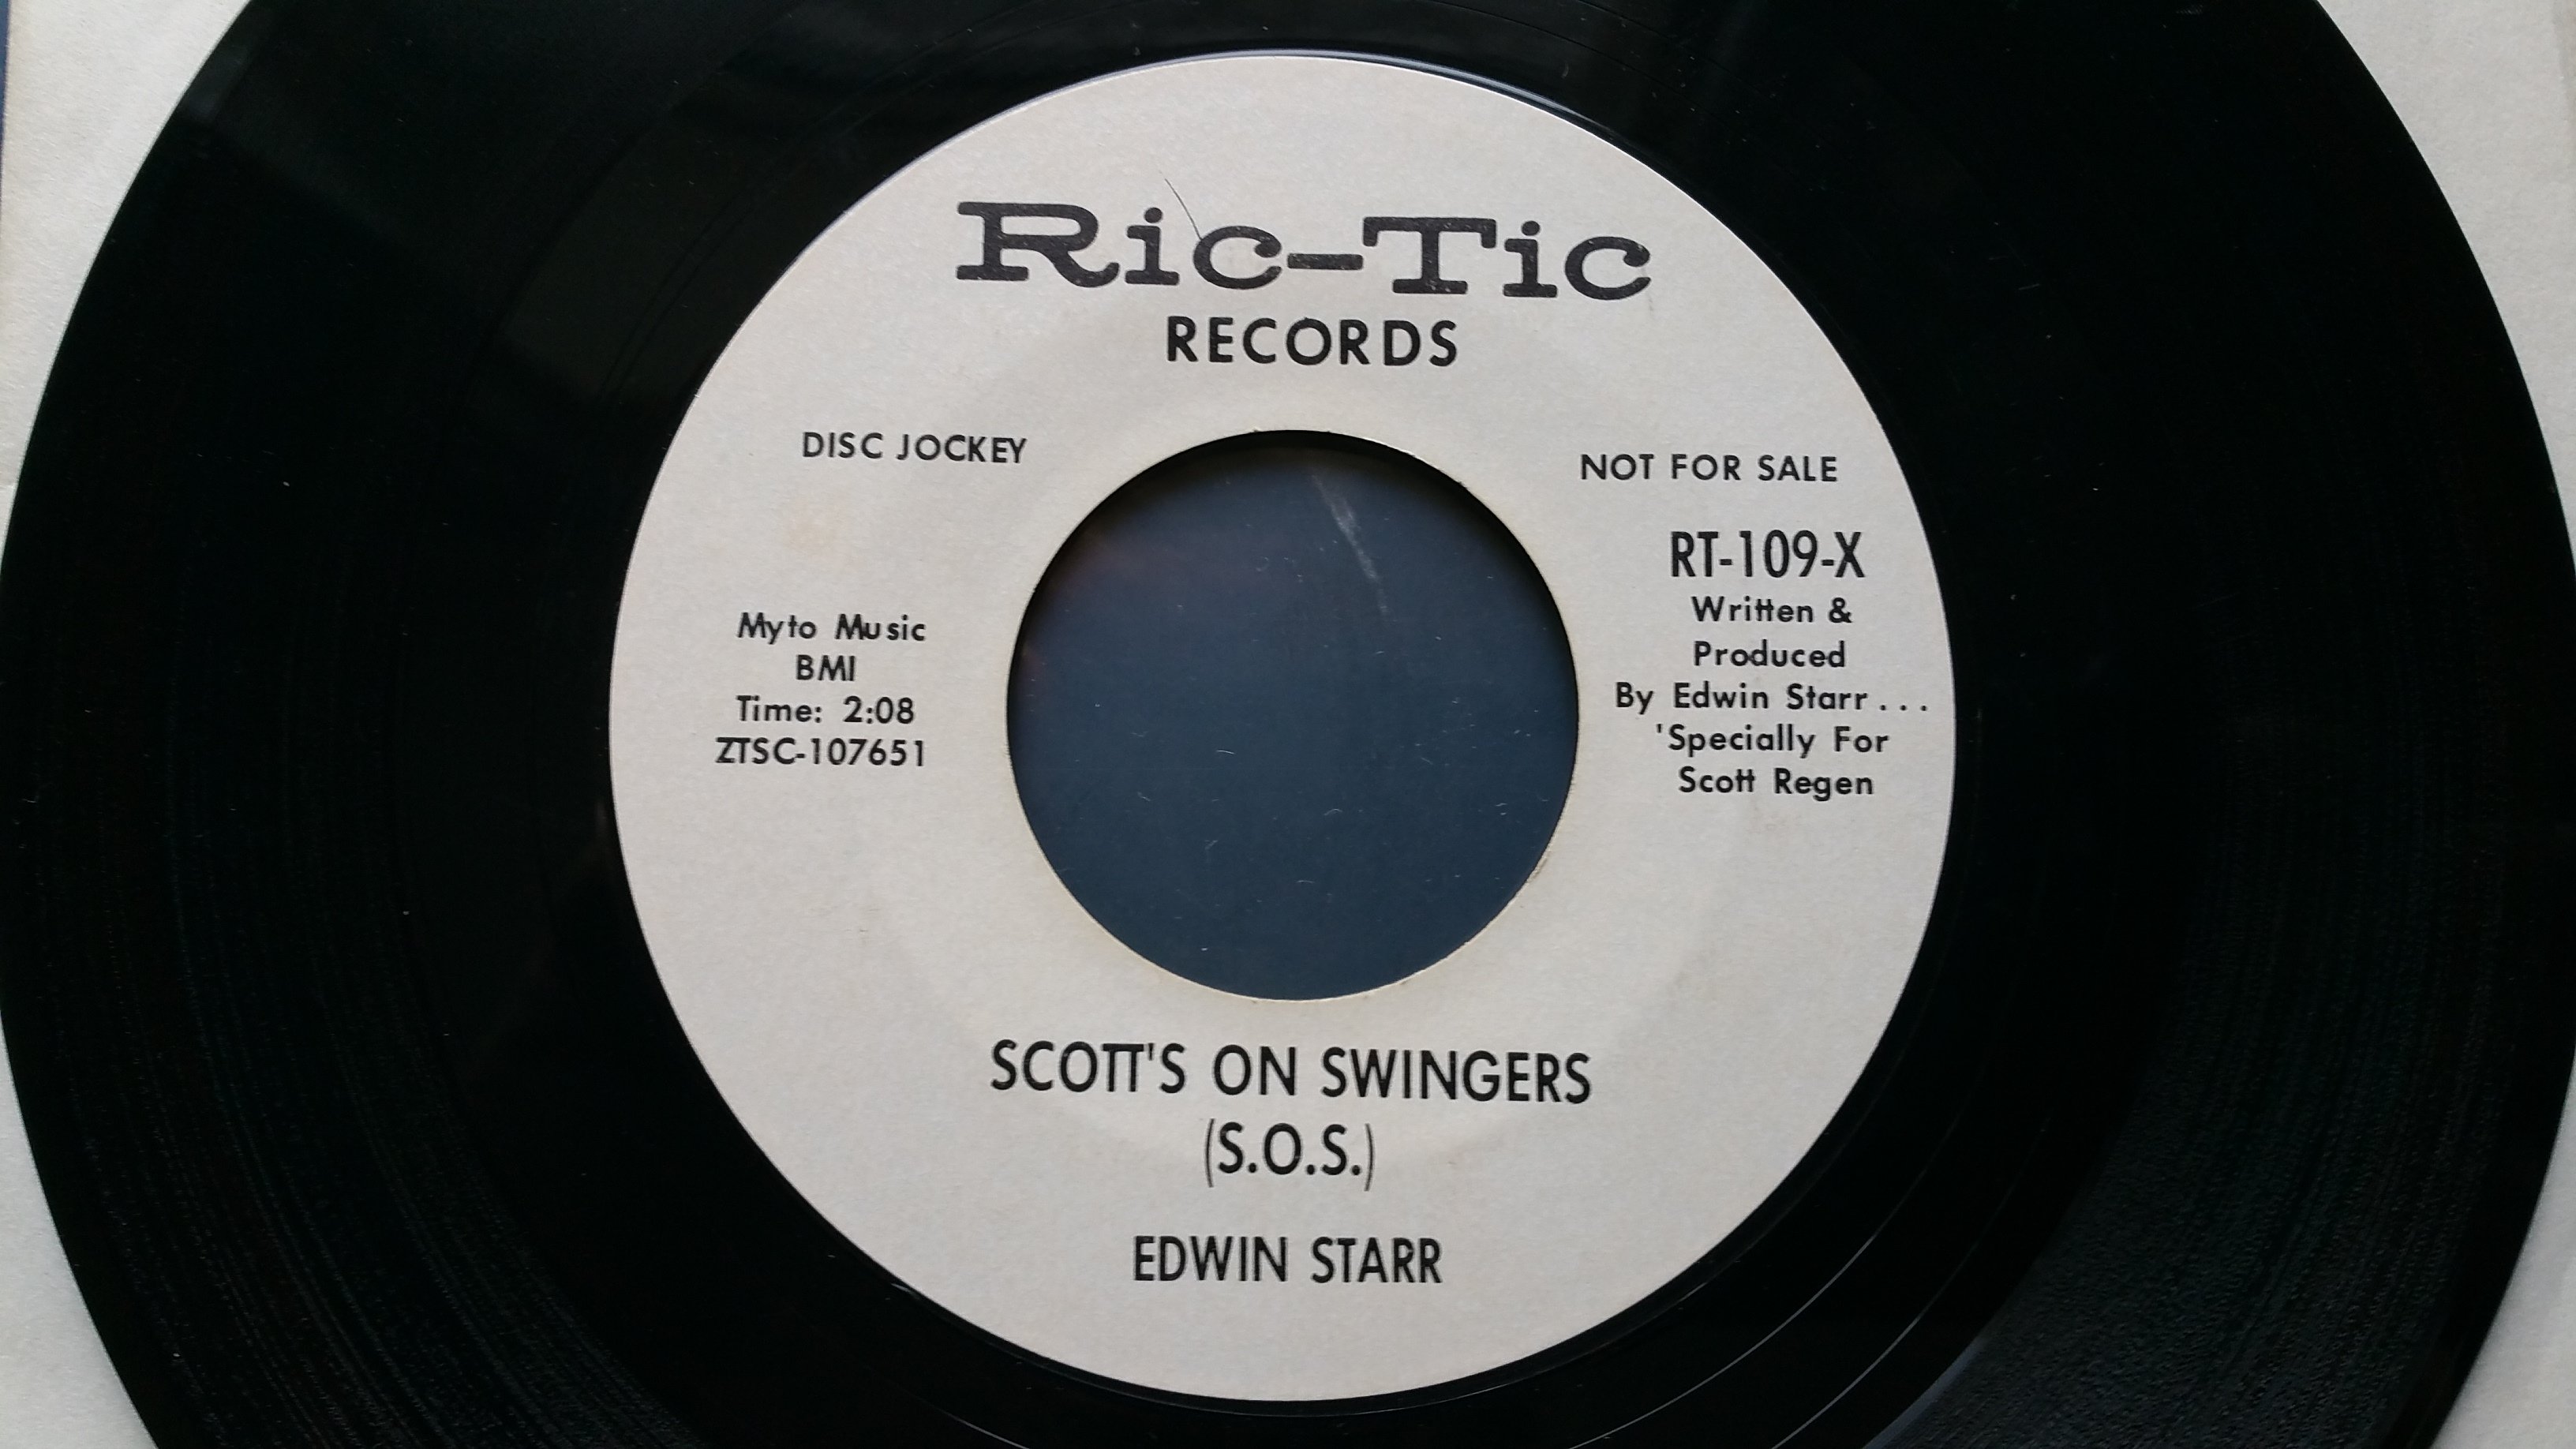 Ric-Tic
RECORDS
DISC JOCKEY
NOT FOR SALE
RT-109-X
Written &
Produced
By Edwin Starr...
'Specially For
Scott Regen
Myto Music
BMI
Time: 2:08
ZTSC-107651
SCOTT'S ON SWINGERS
(S.O.S.)
EDWIN STARR